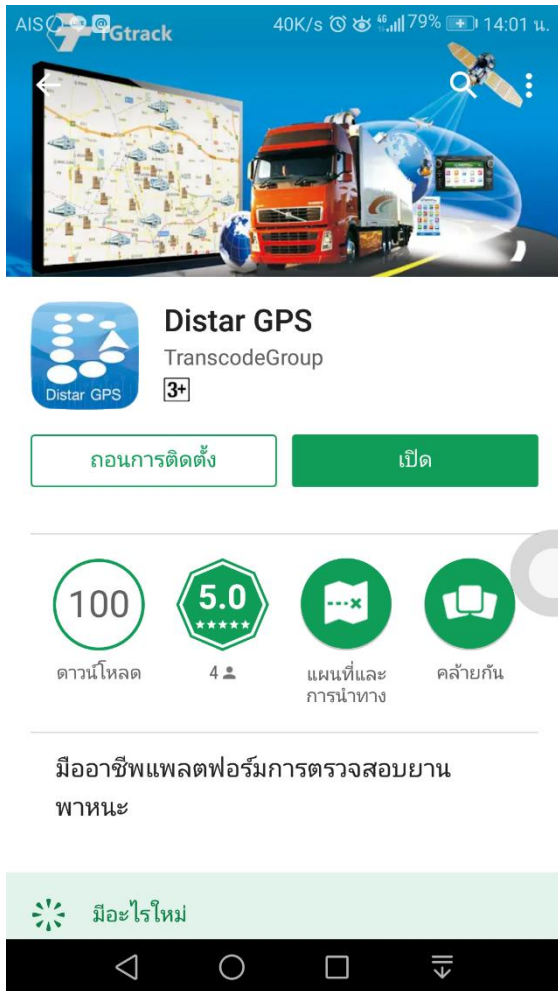 AIS
TGtrack
40K/s 4G 79% 14:01 น.
Distar GPS
Distar GPS
TranscodeGroup
3+
ถอนการติดตั้ง
เปิด
100
5.0
ดาวน์โหลด
4
แผนที่และ
การนำทาง
คล้ายกัน
มืออาชีพแพลตฟอร์มการตรวจสอบยาน
พาหนะ
มีอะไรใหม่